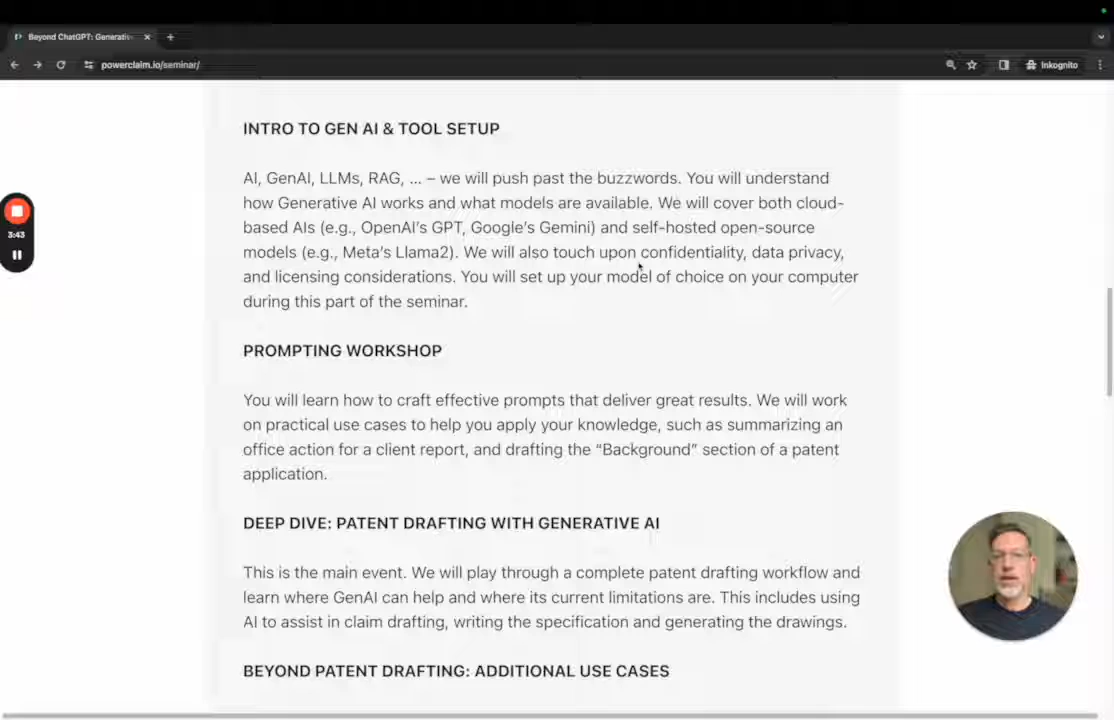 Beyond ChatGPT: Generativ
powerclaim.io/seminar/
Inkognito
INTRO TO GEN AI & TOOL SETUP
AI, GenAI, LLMs, RAG, ... – we will push past the buzzwords. You will understand
how Generative AI works and what models are available. We will cover both cloud-
based AIs (e.g., OpenAI's GPT, Google's Gemini) and self-hosted open-source
models (e.g., Meta's Llama2). We will also touch upon confidentiality, data privacy,
and licensing considerations. You will set up your model of choice on your computer
during this part of the seminar.
3:43
PROMPTING WORKSHOP
You will learn how to craft effective prompts that deliver great results. We will work
on practical use cases to help you apply your knowledge, such as summarizing an
office action for a client report, and drafting the “Background” section of a patent
application.
DEEP DIVE: PATENT DRAFTING WITH GENERATIVE AI
This is the main event. We will play through a complete patent drafting workflow and
learn where GenAI can help and where its current limitations are. This includes using
AI to assist in claim drafting, writing the specification and generating the drawings.
BEYOND PATENT DRAFTING: ADDITIONAL USE CASES